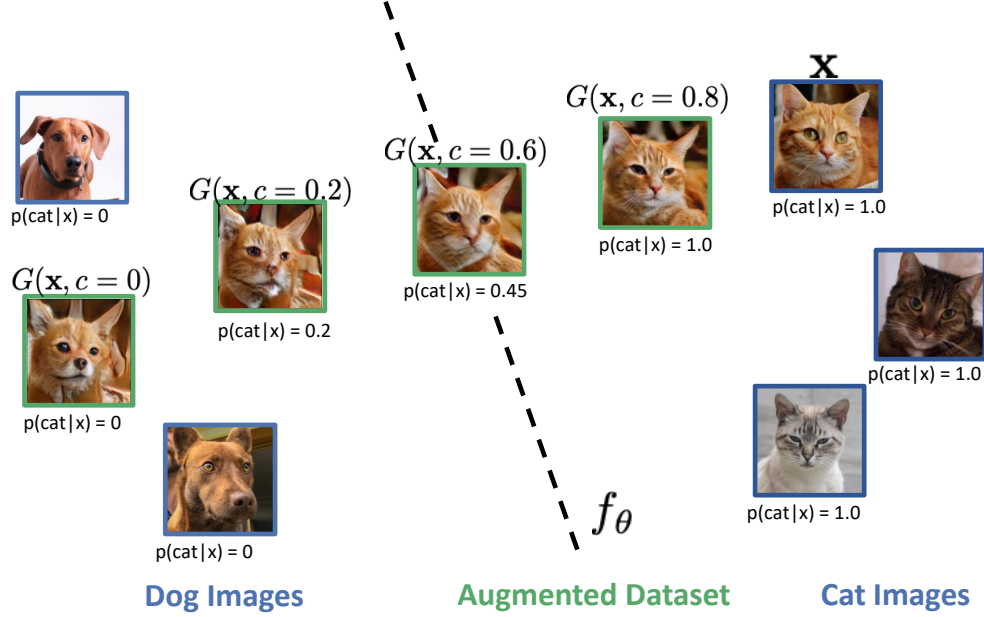 x
G(x, c = 0.8)
G(x, c = 0.6)
G(x, c = 0.2)
p(cat|x) = 0
p(cat|x) = 1.0
p(cat|x) = 1.0
G(x, c = 0)
p(cat|x) = 0.45
p(cat|x) = 0.2
p(cat|x) = 1.0
p(cat|x) = 0
p(cat|x) = 1.0
fθ
p(cat|x) = 0
Dog Images
Augmented Dataset
Cat Images